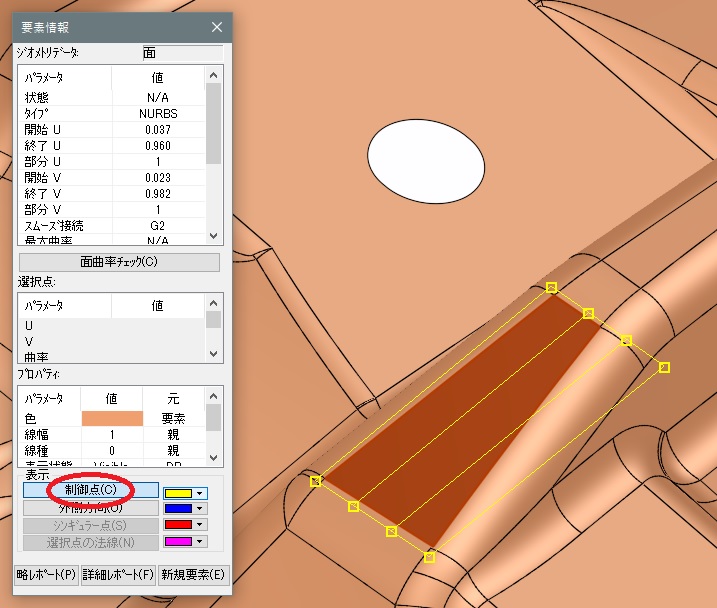 要素情報
ジオメトリデータ: 面
パラメータ 値
状態 N/A
タイプ NURBS
開始 U 0.037
終了 U 0.960
部分 U 1
開始 V 0.023
終了 V 0.982
部分 V 1
スムーズ接続 G2
最大曲率 N/A
面曲率チェック(C)
選択点:
パラメータ 値
U
V
曲率
プロパティ:
パラメータ 値 元
色 要素
線幅 1 親
線種 0 親
表示状態 Visible
表示
制御点(C)
外側方向(O)
シンギュラー点(S)
選択点の法線(N)
略レポート(P) 詳細レポート(F) 新規要素(E)